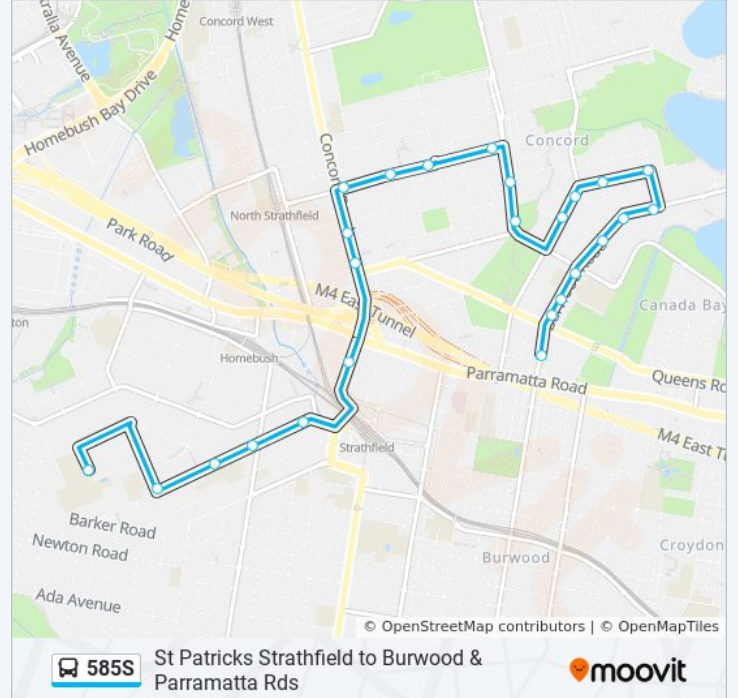 Concord West
Australia Avenue
Homebush Bay Drive
Home
Concord
Concord
North Strathfield
Park Road
M4 East Tunnel
Canada Bay
Homebush
Parramatta Road
Queens Rd
Strathfield
M4 East Tu
Barker Road
Newton Road
Burwood
Croydon
Ada Avenue
© OpenStreetMap contributors | © OpenMapTiles
585S
St Patricks Strathfield to Burwood &
Parramatta Rds
moovit